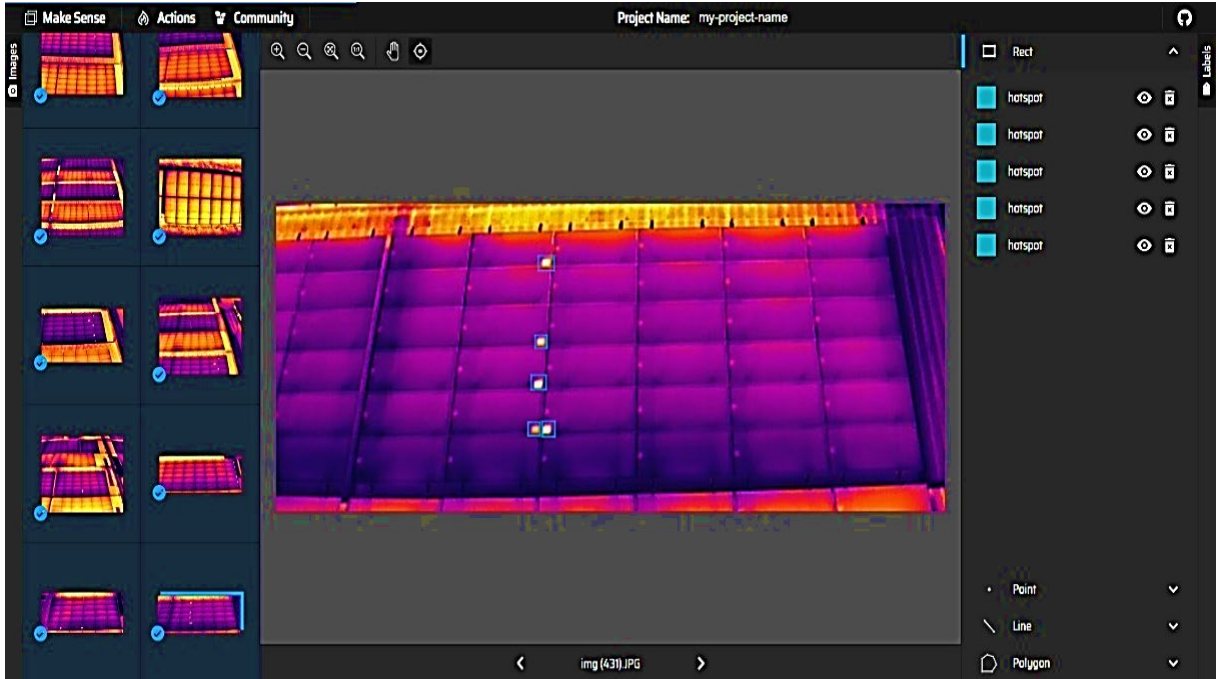 Make Sense Actions Community Project Name: my-project-name
Images
Rect
Labels
hotspot
hotspot
hotspot
hotspot
hotspot
Point
Line
img (431).JPG
Polygon